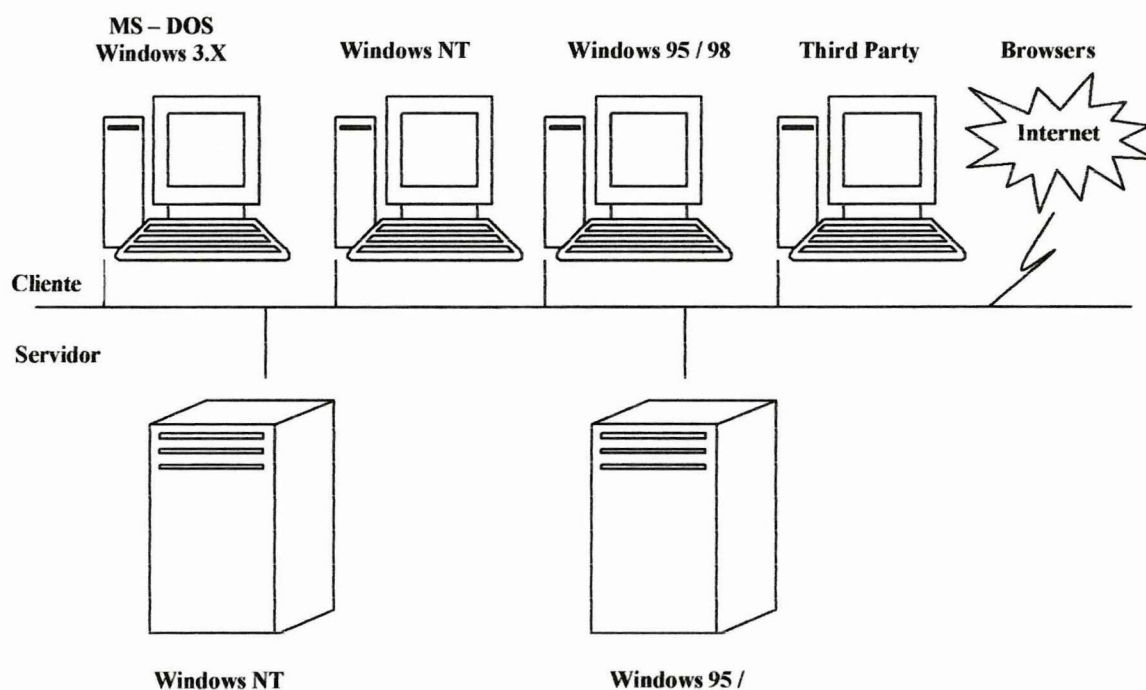 MS – DOS
Windows 3.X
Windows NT
Windows 95 / 98
Third Party
Browsers
Internet
Cliente
Servidor
Windows NT
Windows 95 /